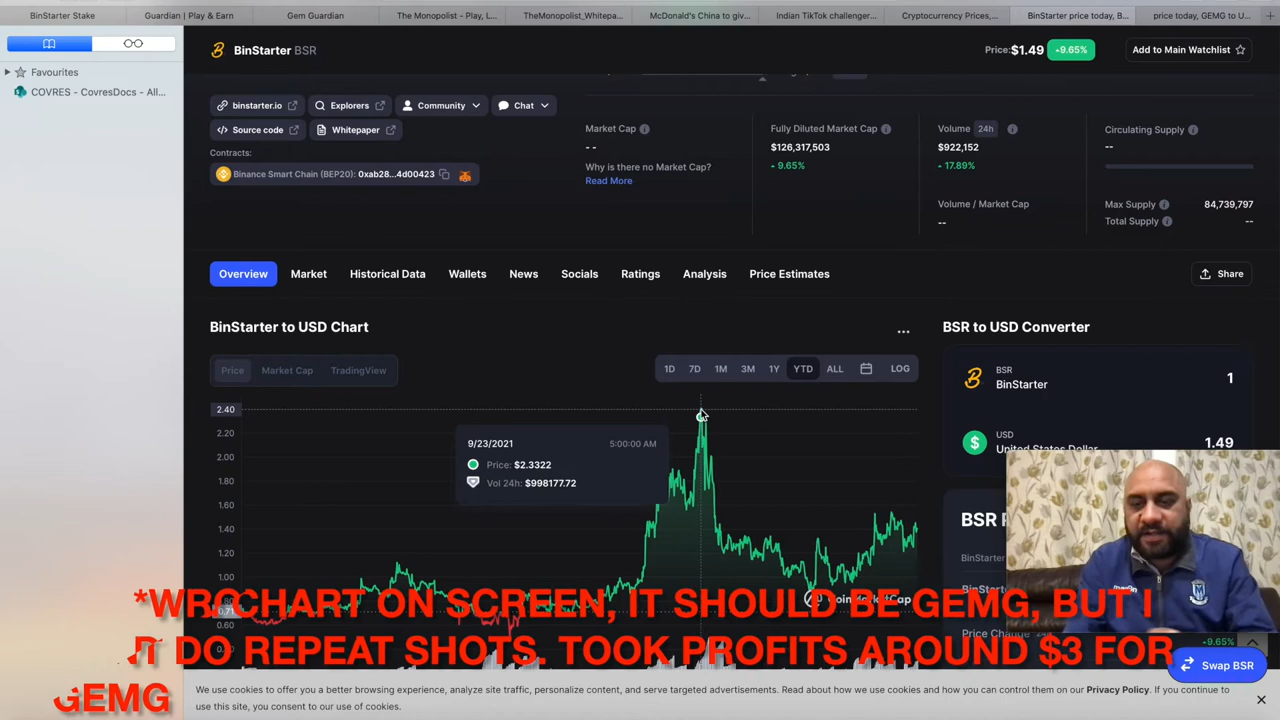 BinStarter Stake
Guardian | Play & Earn
Gem Guardian
The Monopolist - Play, L...
TheMonopolist_Whitepa...
McDonald's China to giv...
Indian TikTok challenger...
Cryptocurrency Prices,...
BinStarter price today, B...
price today, GEMG to U...
Favourites
COVRES - CovresDocs - All...
BinStarter BSR
Price: $1.49 9.65%
Add to Main Watchlist
binstarter.io
Explorers
Community
Chat
Source code
Whitepaper
Contracts:
Binance Smart Chain (BEP20): 0xab28...4d00423
Market Cap
- -
Why is there no Market Cap?
Read More
Fully Diluted Market Cap
$126,317,503
9.65%
Volume 24h
$922,152
17.89%
Volume / Market Cap
--
Circulating Supply
--
Max Supply 84,739,797
Total Supply --
Overview
Market
Historical Data
Wallets
News
Socials
Ratings
Analysis
Price Estimates
Share
BinStarter to USD Chart
...
Price
Market Cap
TradingView
1D
7D
1M
3M
1Y
YTD
ALL
LOG
2.40
2.20
2.00
1.80
1.60
1.40
1.20
1.00
0.60
9/23/2021 5:00:00 AM
Price: $2.3322
Vol 24h: $998177.72
BSR to USD Converter
BSR
BinStarter
1
USD
United States Dollar
1.49
BSR
BinStarter
Price Change
+9.65%
Swap BSR
CHART ON SCREEN, IT SHOULD BE GEMG, BUT I
DO REPEAT SHOTS. TOOK PROFITS AROUND $3 FOR
GEMG
We use cookies to offer you a better browsing experience, analyze site traffic, personalize content, and serve targeted advertisements. Read about how we use cookies and how you can control them on our Privacy Policy. If you continue to
use this site, you consent to our use of cookies.